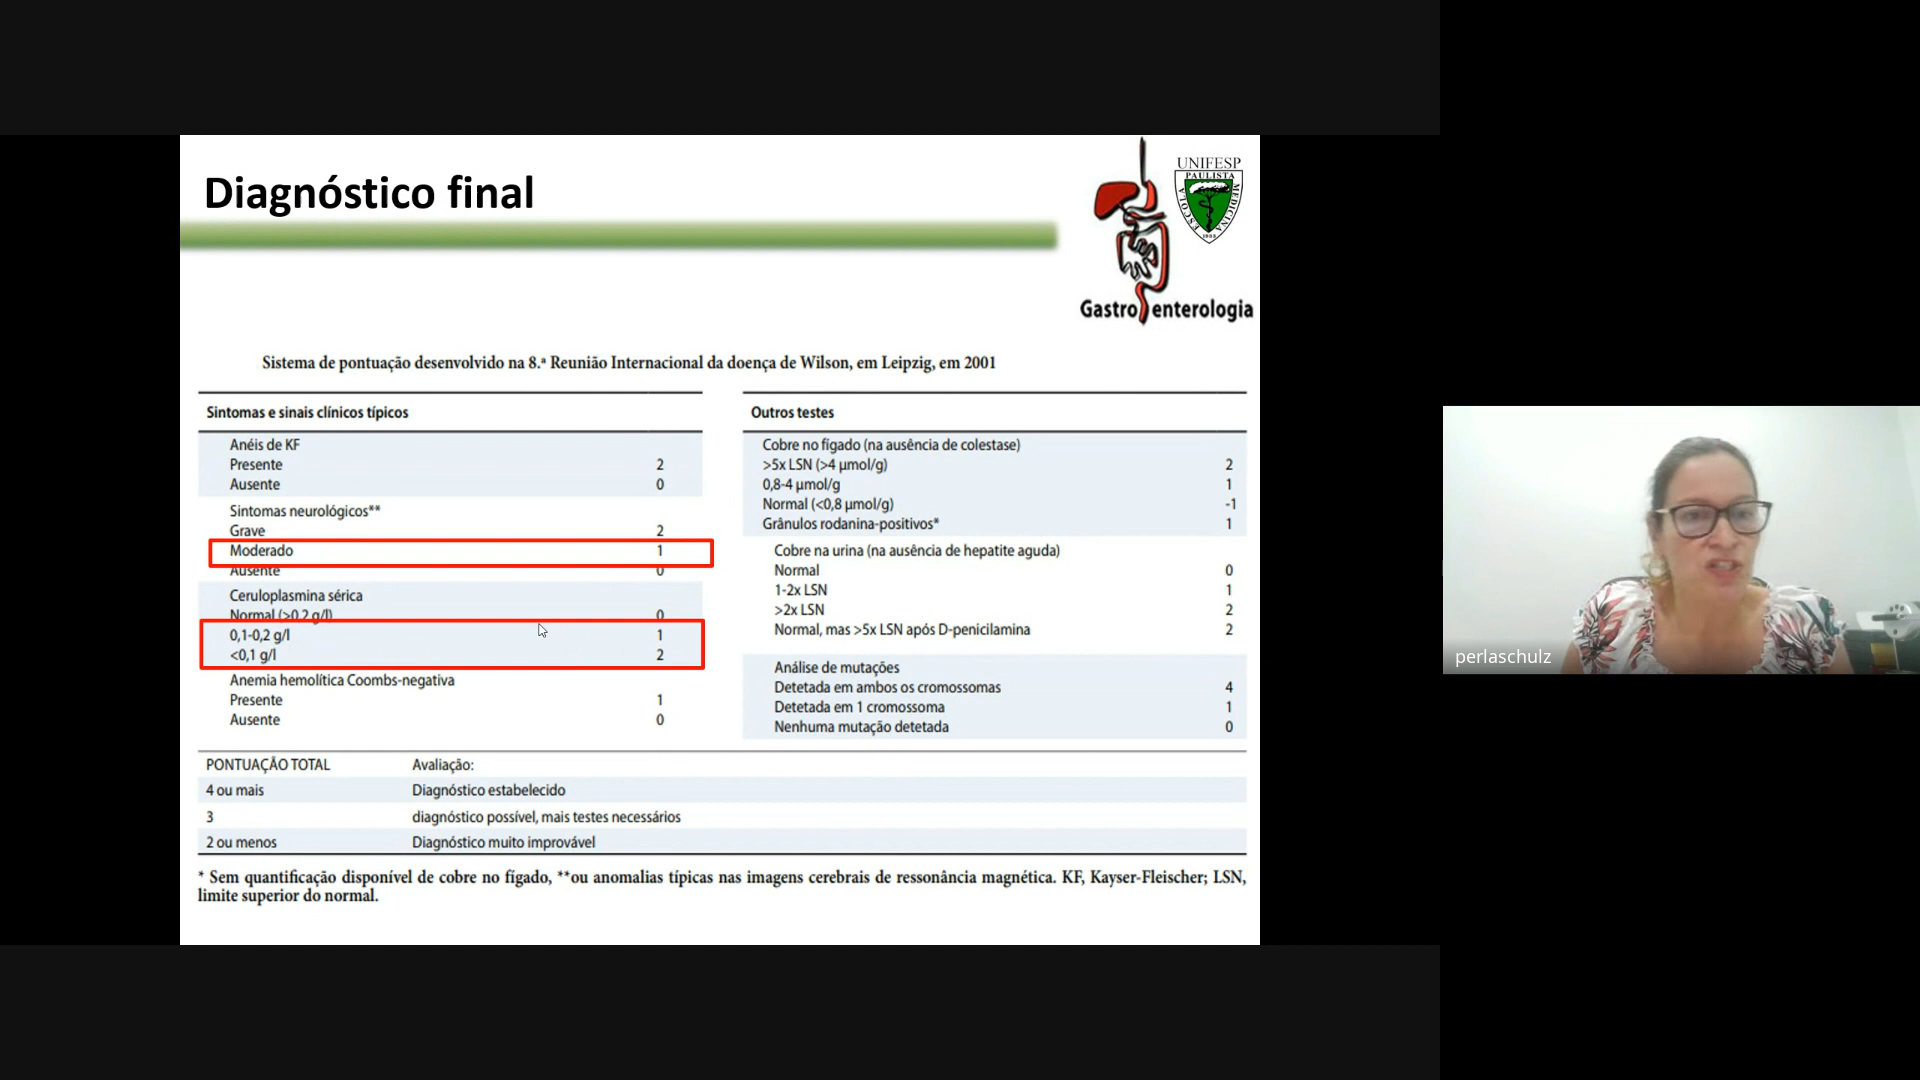 Diagnóstico final
UNIFESP
PAULISTA
ESCOLA
MEDICINA
1933
Gastro enterologia
Sistema de pontuação desenvolvido na 8.ª Reunião Internacional da doença de Wilson, em Leipzig, em 2001
Sintomas e sinais clínicos típicos
Anéis de KF
Presente 2
Ausente 0
Sintomas neurológicos**
Grave 2
Moderado 1
Ausente 0
Ceruloplasmina sérica
Normal (>0,2 g/l) 0
0,1-0,2 g/l 1
<0,1 g/l 2
Anemia hemolítica Coombs-negativa
Presente 1
Ausente 0
Outros testes
Cobre no fígado (na ausência de colestase)
>5x LSN (>4 µmol/g) 2
0,8-4 µmol/g 1
Normal (<0,8 µmol/g) -1
Grânulos rodanina-positivos* 1
Cobre na urina (na ausência de hepatite aguda)
Normal 0
1-2x LSN 1
>2x LSN 2
Normal, mas >5x LSN após D-penicilamina 2
Análise de mutações
Detetada em ambos os cromossomas 4
Detetada em 1 cromossoma 1
Nenhuma mutação detetada 0
PONTUAÇÃO TOTAL Avaliação:
4 ou mais Diagnóstico estabelecido
3 diagnóstico possível, mais testes necessários
2 ou menos Diagnóstico muito improvável
* Sem quantificação disponível de cobre no fígado, **ou anomalias típicas nas imagens cerebrais de ressonância magnética. KF, Kayser-Fleischer; LSN,
limite superior do normal.
perlaschulz